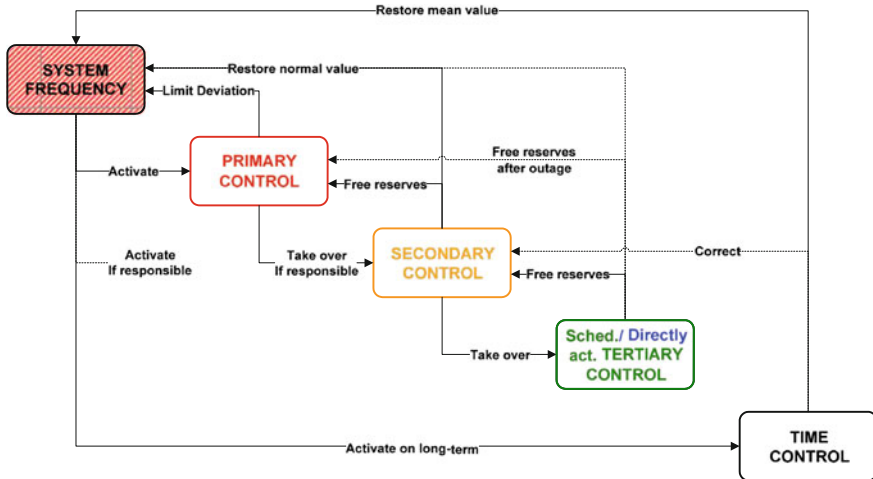 Restore mean value
SYSTEM
FREQUENCY
Restore normal value
Limit Deviation
Activate
PRIMARY
CONTROL
Free reserves
after outage
Free reserves
Activate
If responsible
Take over
If responsible
SECONDARY
CONTROL
Correct
Free reserves
Sched./ Directly
act. TERTIARY
CONTROL
Take over
Activate on long-term
TIME
CONTROL